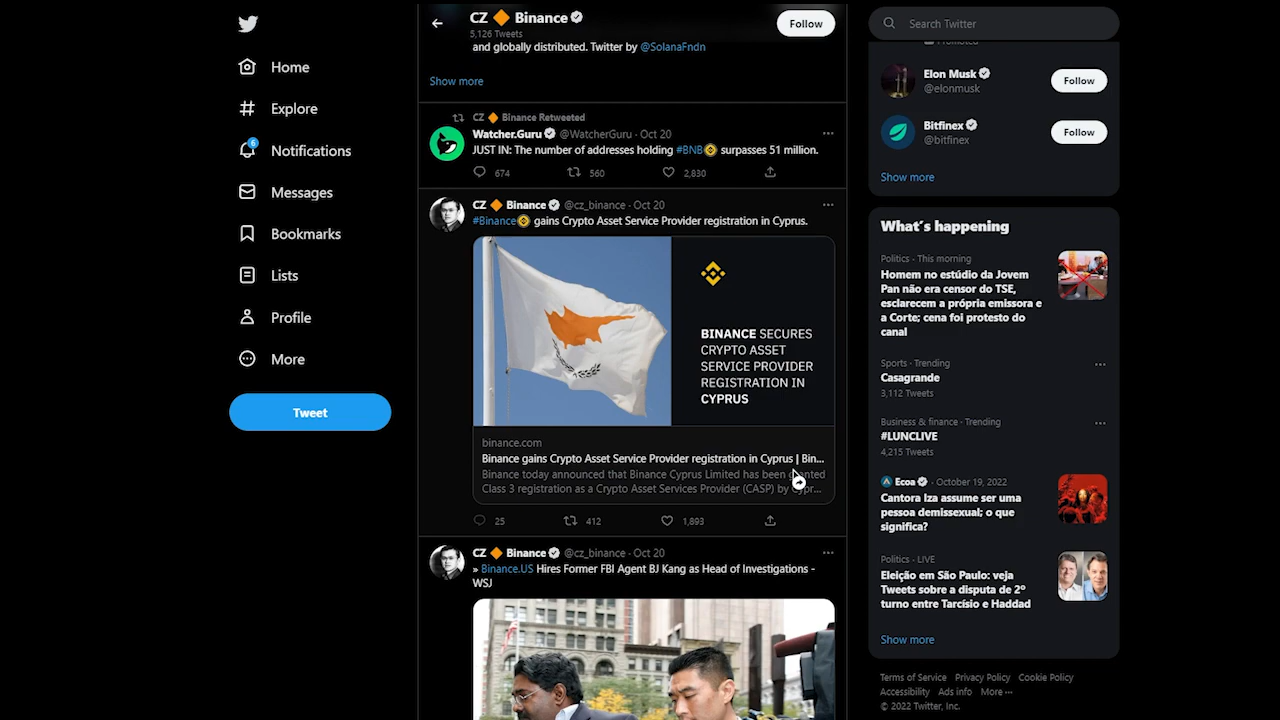 CZ 🔶 Binance
5,126 Tweets
Follow
Home
Explore
6
Notifications
Messages
Bookmarks
Lists
Profile
More
Tweet
and globally distributed. Twitter by @SolanaFndn
Show more
CZ 🔶 Binance Retweeted
Watcher.Guru @WatcherGuru · Oct 20
JUST IN: The number of addresses holding #BNB surpasses 51 million.
674 560 2,830
CZ 🔶 Binance @cz_binance · Oct 20
#Binance gains Crypto Asset Service Provider registration in Cyprus.
BINANCE SECURES
CRYPTO ASSET
SERVICE PROVIDER
REGISTRATION IN
CYPRUS
binance.com
Binance gains Crypto Asset Service Provider registration in Cyprus | Bin...
Binance today announced that Binance Cyprus Limited has been granted
Class 3 registration as a Crypto Asset Services Provider (CASP) by Cypr...
25 412 1,893
CZ 🔶 Binance @cz_binance · Oct 20
» Binance.US Hires Former FBI Agent BJ Kang as Head of Investigations -
WSJ
Search Twitter
Promoted
Elon Musk
@elonmusk
Follow
Bitfinex
@bitfinex
Follow
Show more
What's happening
Politics · This morning
Homem no estúdio da Jovem
Pan não era censor do TSE,
esclarecem a própria emissora e
a Corte; cena foi protesto do
canal
Sports · Trending
Casagrande
3,112 Tweets
Business & finance · Trending
#LUNCLIVE
4,215 Tweets
Ecoa · October 19, 2022
Cantora Iza assume ser uma
pessoa demissexual; o que
significa?
Politics · LIVE
Eleição em São Paulo: veja
Tweets sobre a disputa de 2º
turno entre Tarcísio e Haddad
Show more
Terms of Service Privacy Policy Cookie Policy
Accessibility Ads info More ···
© 2022 Twitter, Inc.